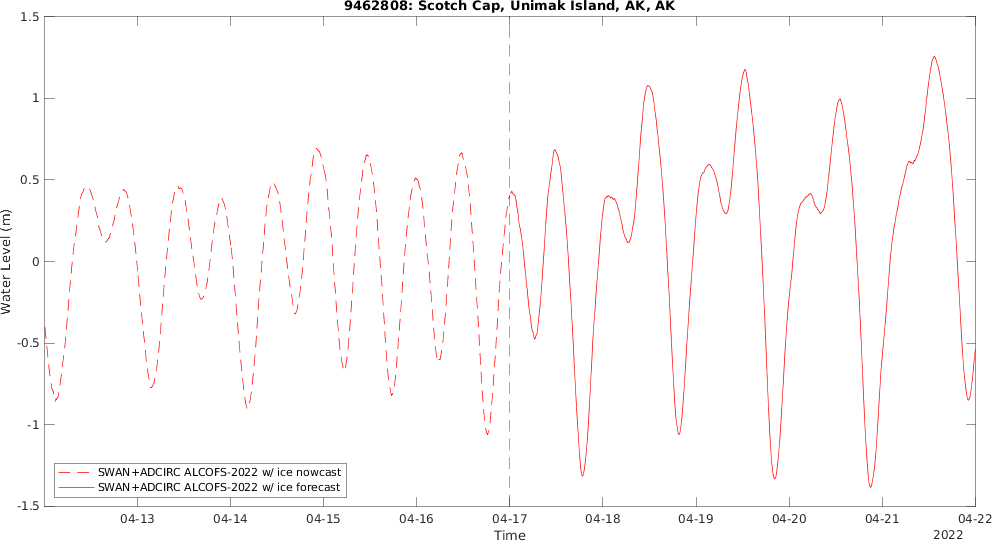 9462808: Scotch Cap, Unimak Island, AK, AK
1.5
1
0.5
0
-0.5
-1
-1.5
Water Level (m)
SWAN+ADCIRC ALCOFS-2022 w/ ice nowcast
SWAN+ADCIRC ALCOFS-2022 w/ ice forecast
04-13 04-14 04-15 04-16 04-17 04-18 04-19 04-20 04-21 04-22
Time
2022